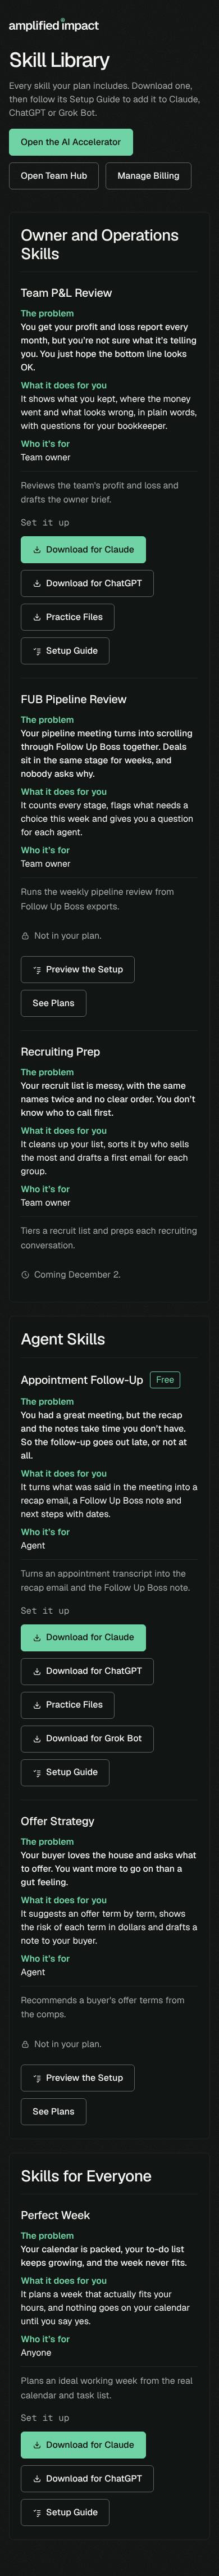 amplified impact
Skill Library
Every skill your plan includes. Download one,
then follow its Setup Guide to add it to Claude,
ChatGPT or Grok Bot.
Open the AI Accelerator
Open Team Hub
Manage Billing
Owner and Operations
Skills
Team P&L Review
The problem
You get your profit and loss report every
month, but you're not sure what it's telling
you. You just hope the bottom line looks
OK.
What it does for you
It shows what you kept, where the money
went and what looks wrong, in plain words,
with questions for your bookkeeper.
Who it's for
Team owner
Reviews the team's profit and loss and
drafts the owner brief.
Set it up
Download for Claude
Download for ChatGPT
Practice Files
Setup Guide
FUB Pipeline Review
The problem
Your pipeline meeting turns into scrolling
through Follow Up Boss together. Deals
sit in the same stage for weeks, and
nobody asks why.
What it does for you
It counts every stage, flags what needs a
choice this week and gives you a question
for each agent.
Who it's for
Team owner
Runs the weekly pipeline review from
Follow Up Boss exports.
Not in your plan.
Preview the Setup
See Plans
Recruiting Prep
The problem
Your recruit list is messy, with the same
names twice and no clear order. You don't
know who to call first.
What it does for you
It cleans up your list, sorts it by who sells
the most and drafts a first email for each
group.
Who it's for
Team owner
Tiers a recruit list and preps each recruiting
conversation.
Coming December 2.
Agent Skills
Appointment Follow-Up Free
The problem
You had a great meeting, but the recap
and the notes take time you don't have.
So the follow-up goes out late, or not at
all.
What it does for you
It turns what was said in the meeting into a
recap email, a Follow Up Boss note and
next steps with dates.
Who it's for
Agent
Turns an appointment transcript into the
recap email and the Follow Up Boss note.
Set it up
Download for Claude
Download for ChatGPT
Practice Files
Download for Grok Bot
Setup Guide
Offer Strategy
The problem
Your buyer loves the house and asks what
to offer. You want more to go on than a
gut feeling.
What it does for you
It suggests an offer term by term, shows
the risk of each term in dollars and drafts a
note to your buyer.
Who it's for
Agent
Recommends a buyer's offer terms from
the comps.
Not in your plan.
Preview the Setup
See Plans
Skills for Everyone
Perfect Week
The problem
Your calendar is packed, your to-do list
keeps growing, and the week never fits.
What it does for you
It plans a week that actually fits your
hours, and nothing goes on your calendar
until you say yes.
Who it's for
Anyone
Plans an ideal working week from the real
calendar and task list.
Set it up
Download for Claude
Download for ChatGPT
Setup Guide